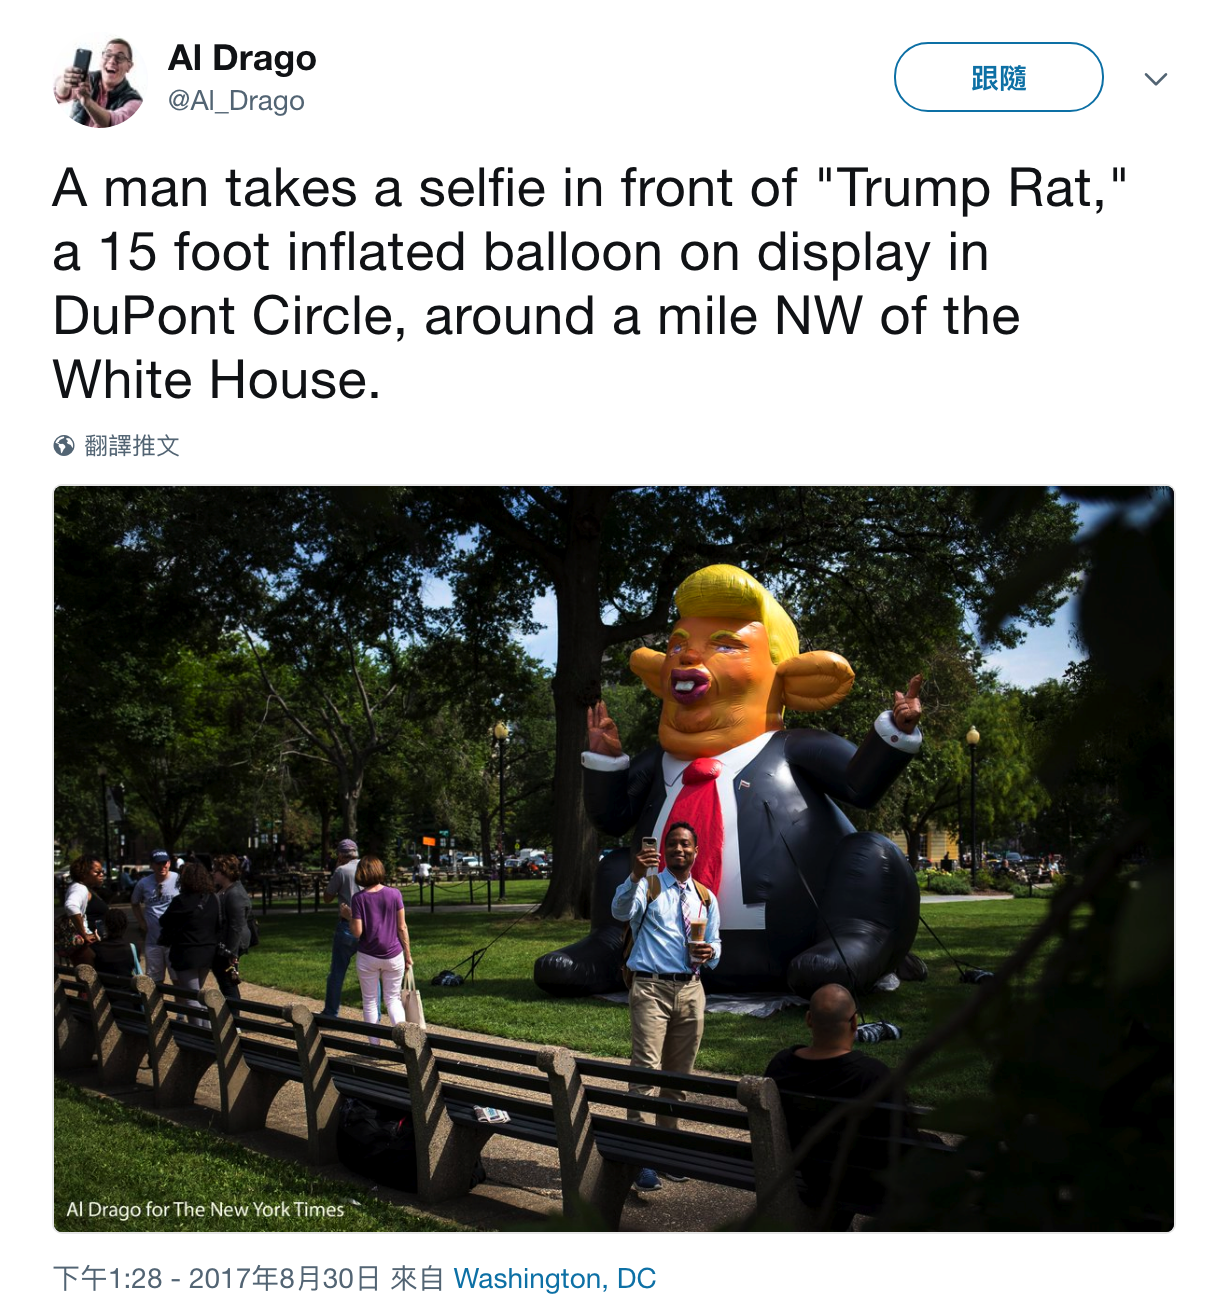 Al Drago
@Al_Drago
跟隨
A man takes a selfie in front of "Trump Rat,"
a 15 foot inflated balloon on display in
DuPont Circle, around a mile NW of the
White House.
翻譯推文
Al Drago for The New York Times
下午1:28 - 2017年8月30日 來自 Washington, DC